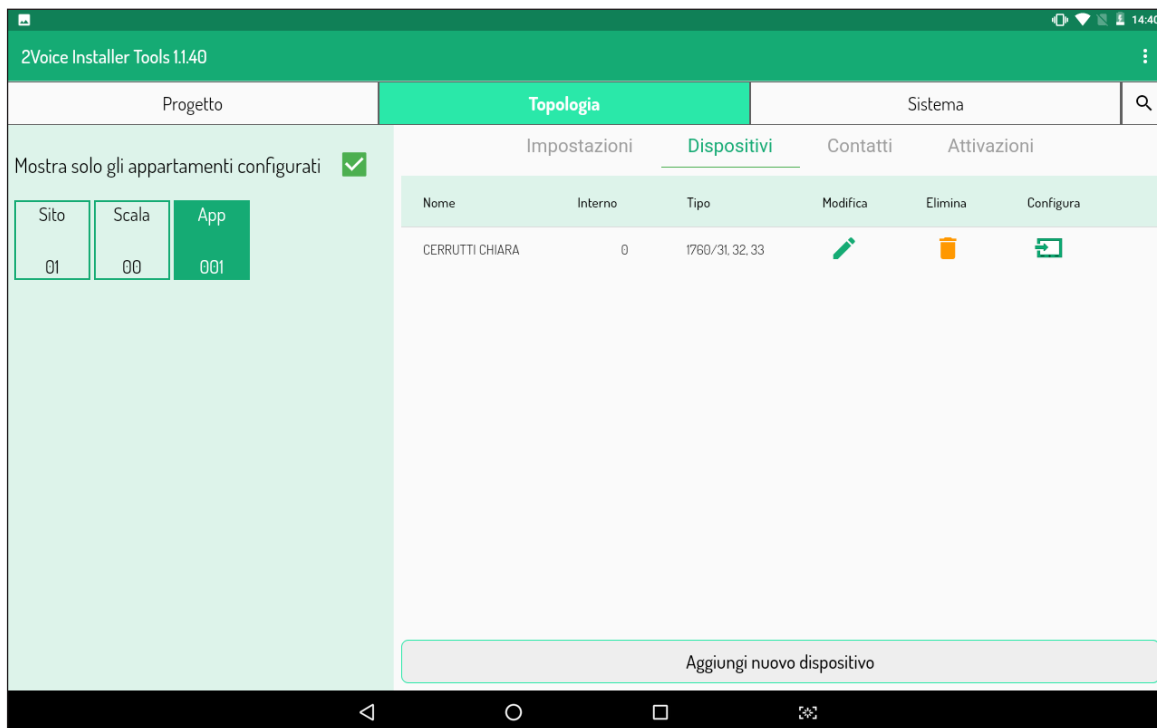 14:40
2Voice Installer Tools 1.1.40
Progetto
Topologia
Sistema
Mostra solo gli appartamenti configurati
Sito
01
Scala
00
App
001
Impostazioni
Dispositivi
Contatti
Attivazioni
Nome Interno Tipo Modifica Elimina Configura
CERRUTTI CHIARA 0 1760/31, 32, 33
Aggiungi nuovo dispositivo